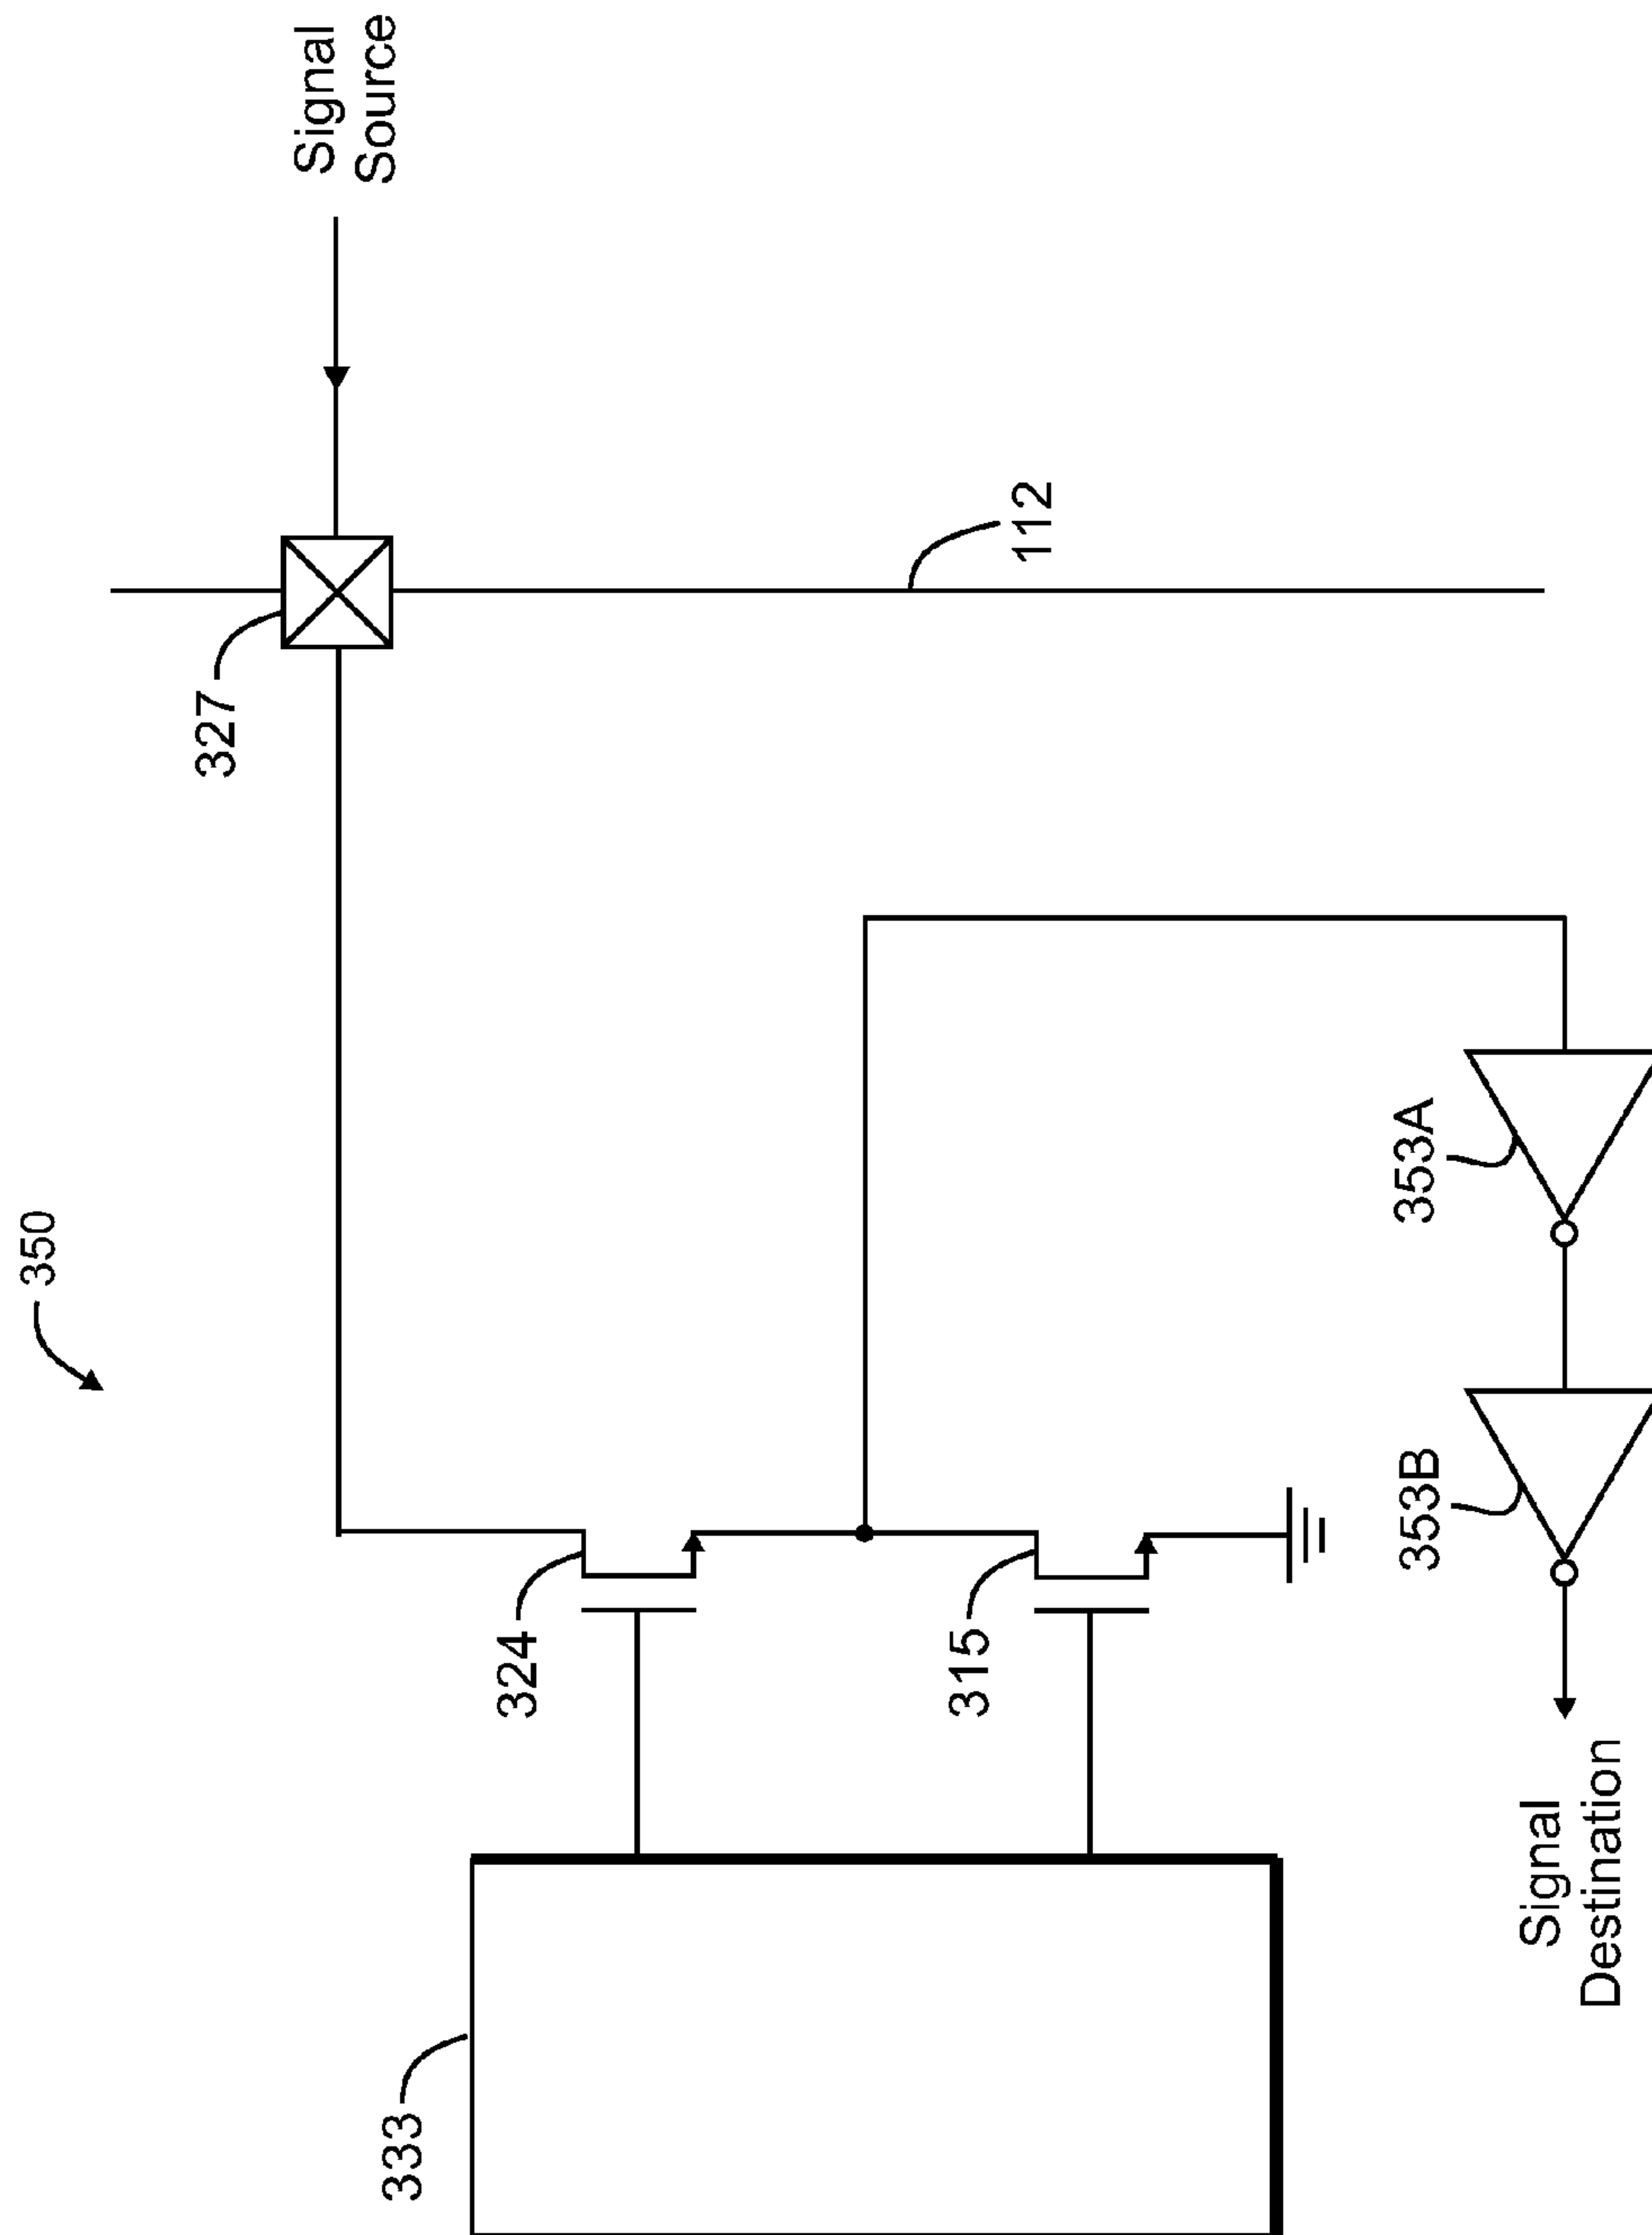 350
Signal
Source
327
112
324
315
333
353A
353B
Signal
Destination